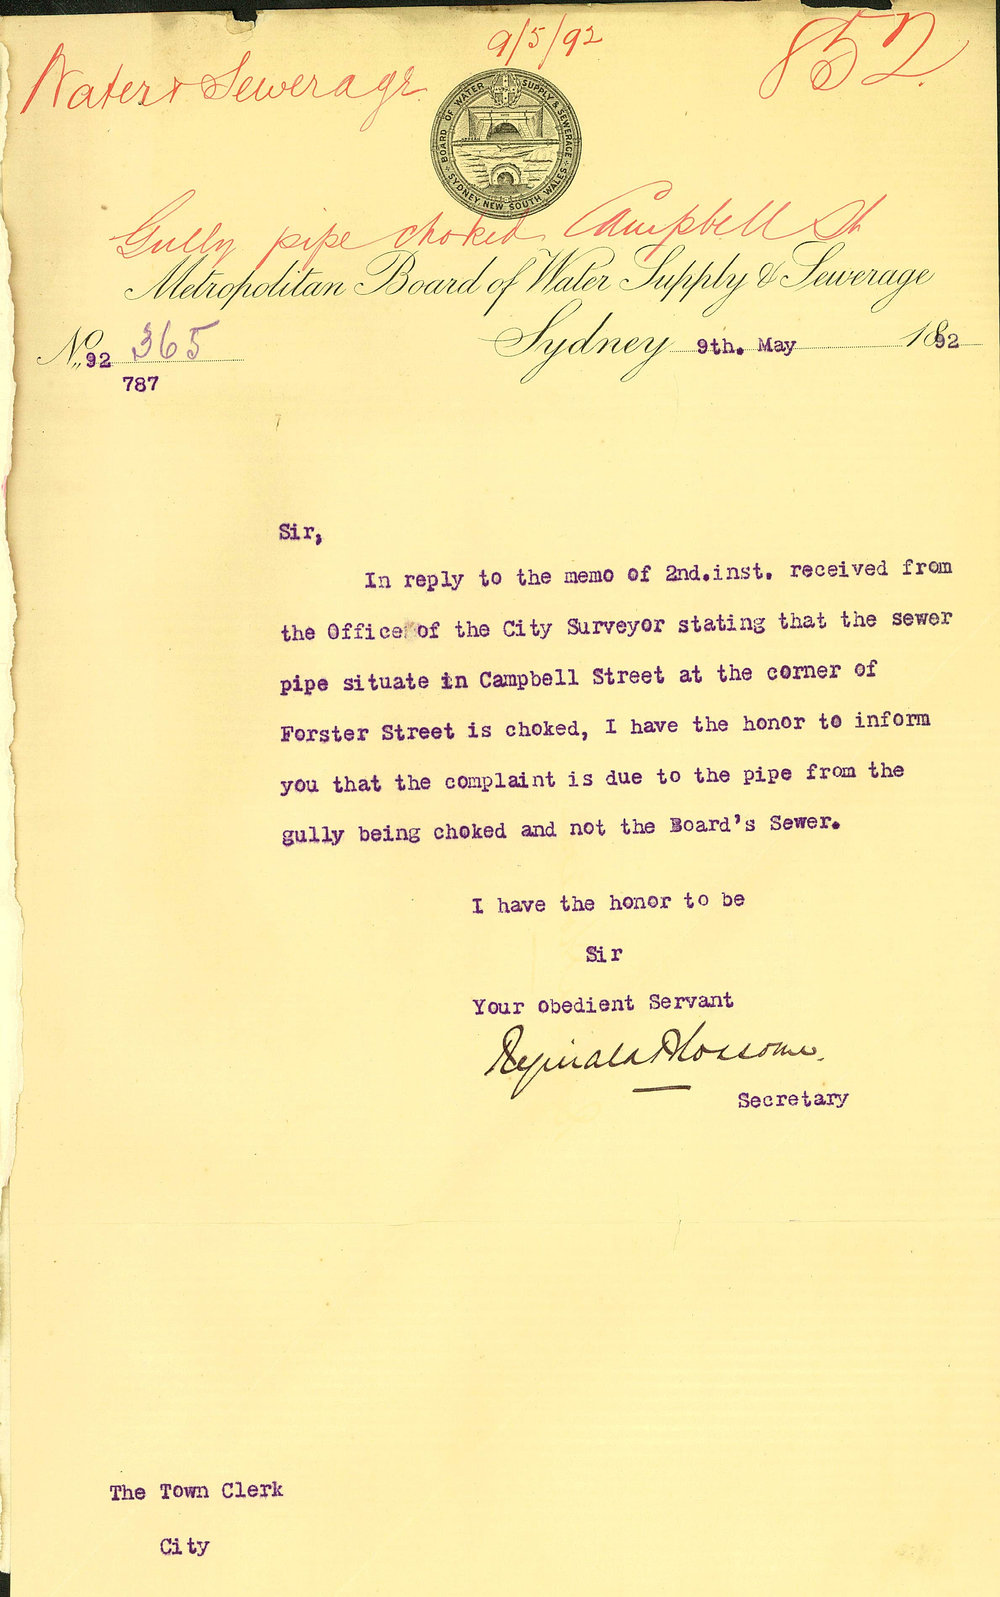 9/5/92
852
Water & Sewerage
BOARD OF WATER SUPPLY & SEWERAGE
SYDNEY NEW SOUTH WALES
Gully pipe choked Campbell St
Metropolitan Board of Water Supply & Sewerage
No. 92 365
787
Sydney 9th. May 1892
Sir,
In reply to the memo of 2nd.inst. received from
the Office of the City Surveyor stating that the sewer
pipe situate in Campbell Street at the corner of
Forster Street is choked, I have the honor to inform
you that the complaint is due to the pipe from the
gully being choked and not the Board's Sewer.
I have the honor to be
Sir
Your obedient Servant
Reginald Blossome.
Secretary
The Town Clerk
City